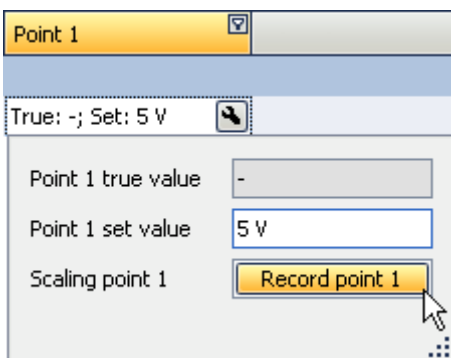 Point 1
True: -; Set: 5 V
Point 1 true value -
Point 1 set value 5 V
Scaling point 1 Record point 1